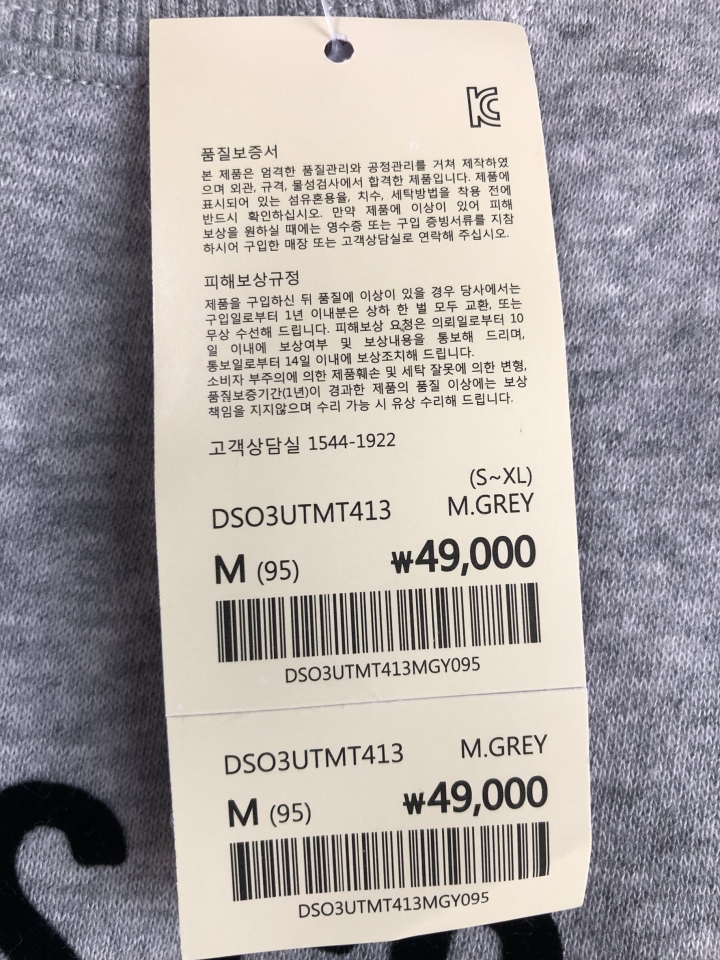 KC
품질보증서
본 제품은 엄격한 품질관리와 공정관리를 거쳐 제작하였
으며 외관, 규격, 물성검사에서 합격한 제품입니다. 제품에
표시되어 있는 섬유혼용율, 치수, 세탁방법을 착용 전에
반드시 확인하십시오. 만약 제품에 이상이 있어 피해
보상을 원하실 때에는 영수증 또는 구입 증빙서류를 지참
하시어 구입한 매장 또는 고객상담실로 연락해 주십시오.
피해보상규정
제품을 구입하신 뒤 품질에 이상이 있을 경우 당사에서는
구입일로부터 1년 이내분은 상하 한 벌 모두 교환, 또는
무상 수선해 드립니다. 피해보상 요청은 의뢰일로부터 10
일 이내에 보상여부 및 보상내용을 통보해 드리며,
통보일로부터 14일 이내에 보상조치해 드립니다.
소비자 부주의에 의한 제품훼손 및 세탁 잘못에 의한 변형,
품질보증기간(1년)이 경과한 제품의 품질 이상에는 보상
책임을 지지않으며 수리 가능 시 유상 수리해 드립니다.
고객상담실 1544-1922
(S~XL)
DSO3UTMT413 M.GREY
M (95) ₩49,000
DSO3UTMT413MGY095
DSO3UTMT413 M.GREY
M (95) ₩49,000
DSO3UTMT413MGY095